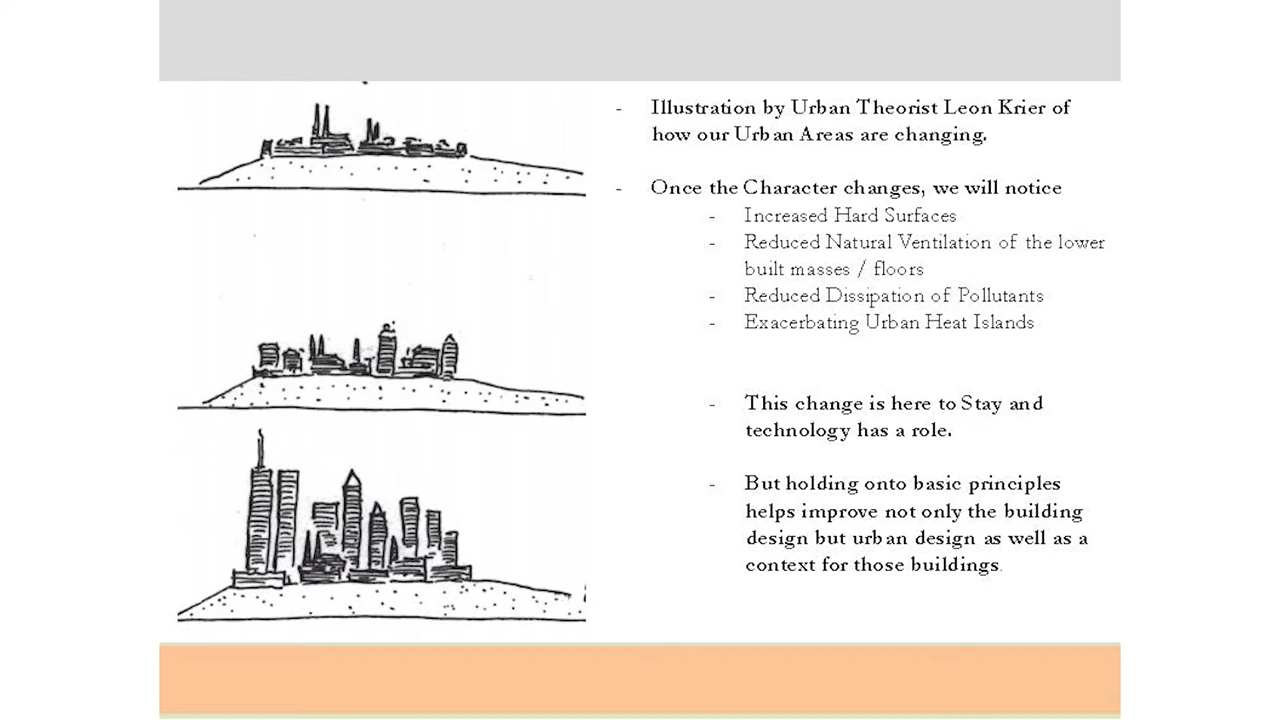 - Illustration by Urban Theorist Leon Krier of
how our Urban Areas are changing.
- Once the Character changes, we will notice
- Increased Hard Surfaces
- Reduced Natural Ventilation of the lower
built masses / floors
- Reduced Dissipation of Pollutants
- Exacerbating Urban Heat Islands
- This change is here to Stay and
technology has a role.
- But holding onto basic principles
helps improve not only the building
design but urban design as well as a
context for those buildings.